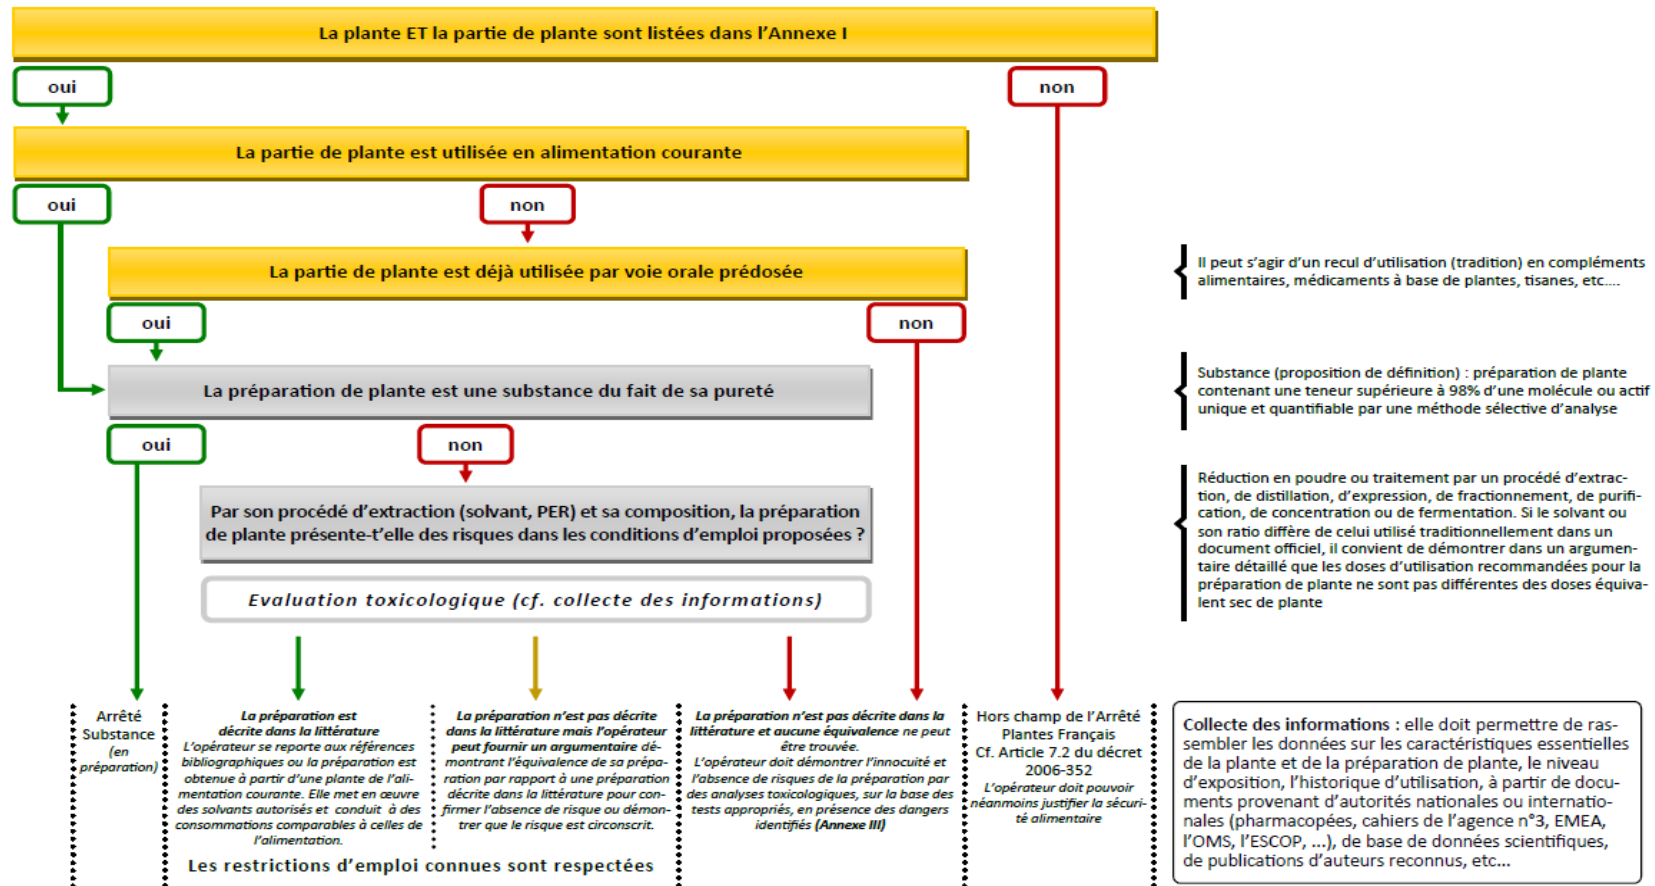 La plante ET la partie de plante sont listées dans l'Annexe I
oui
non
La partie de plante est utilisée en alimentation courante
oui
non
La partie de plante est déjà utilisée par voie orale prédosée
Il peut s'agir d'un recul d'utilisation (tradition) en compléments
alimentaires, médicaments à base de plantes, tisanes, etc....
oui
non
La préparation de plante est une substance du fait de sa pureté
Substance (proposition de définition) : préparation de plante
contenant une teneur supérieure à 98% d'une molécule ou actif
unique et quantifiable par une méthode sélective d'analyse
oui
non
Par son procédé d'extraction (solvant, PER) et sa composition, la préparation
de plante présente-t'elle des risques dans les conditions d'emploi proposées ?
Réduction en poudre ou traitement par un procédé d'extrac-
tion, de distillation, d'expression, de fractionnement, de purifi-
cation, de concentration ou de fermentation. Si le solvant ou
son ratio diffère de celui utilisé traditionnellement dans un
document officiel, il convient de démontrer dans un argumen-
taire détaillé que les doses d'utilisation recommandées pour la
préparation de plante ne sont pas différentes des doses équiva-
lent sec de plante
Evaluation toxicologique (cf. collecte des informations)
Arrêté
Substance
(en
préparation)
La préparation est
décrite dans la littérature
L'opérateur se reporte aux références
bibliographiques ou la préparation est
obtenue à partir d'une plante de l'ali-
mentation courante. Elle met en œuvre
des solvants autorisés et conduit à des
consommations comparables à celles de
l'alimentation.
La préparation n'est pas décrite
dans la littérature mais l'opérateur
peut fournir un argumentaire dé-
montrant l'équivalence de sa prépa-
ration par rapport à une préparation
décrite dans la littérature pour con-
firmer l'absence de risque ou démon-
trer que le risque est circonscrit.
Les restrictions d'emploi connues sont respectées
La préparation n'est pas décrite dans la
littérature et aucune équivalence ne peut
être trouvée.
L'opérateur doit démontrer l'innocuité et
l'absence de risques de la préparation par
des analyses toxicologiques, sur la base des
tests appropriés, en présence des dangers
identifiés (Annexe III)
Hors champ de l'Arrêté
Plantes Français
Cf. Article 7.2 du décret
2006-352
L'opérateur doit pouvoir
néanmoins justifier la sécuri-
té alimentaire
Collecte des informations : elle doit permettre de ras-
sembler les données sur les caractéristiques essentielles
de la plante et de la préparation de plante, le niveau
d'exposition, l'historique d'utilisation, à partir de docu-
ments provenant d'autorités nationales ou internatio-
nales (pharmacopées, cahiers de l'agence n°3, EMEA,
l'OMS, l'ESCOP, ...), de base de données scientifiques,
de publications d'auteurs reconnus, etc...